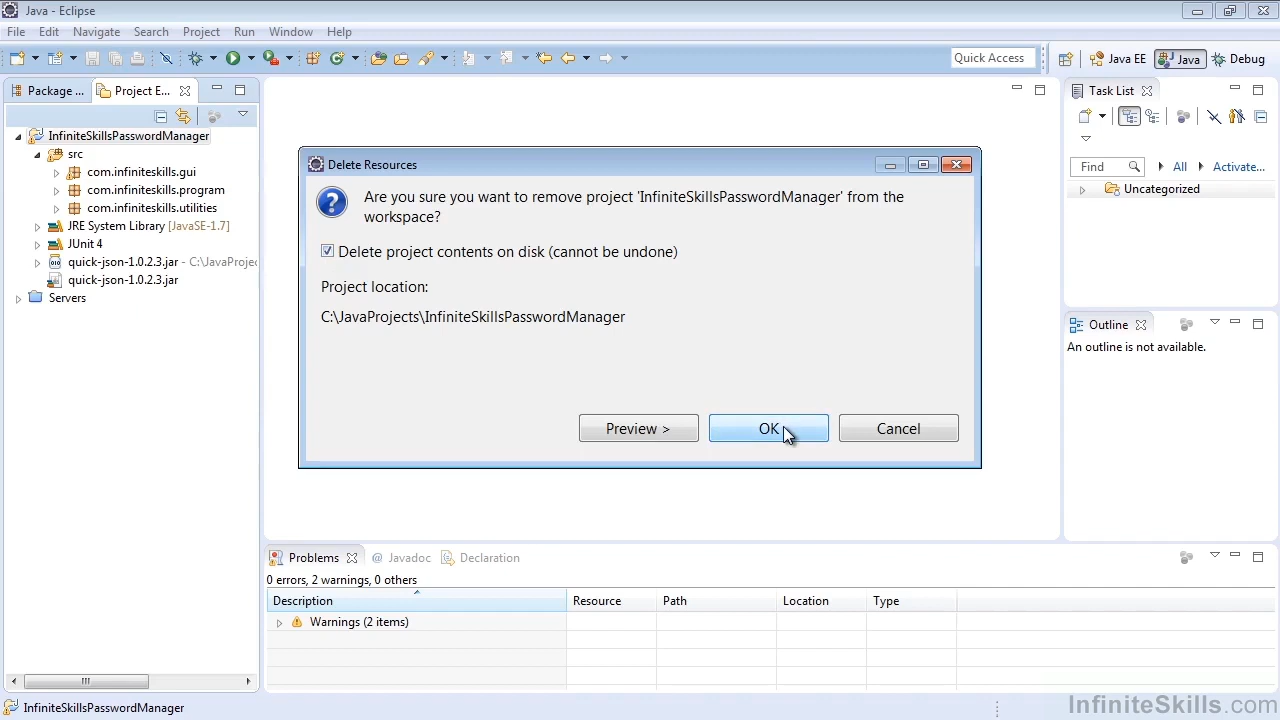 Java - Eclipse
File Edit Navigate Search Project Run Window Help
Quick Access
Java EE Java Debug
Package ... Project E...
InfiniteSkillsPasswordManager
src
com.infiniteskills.gui
com.infiniteskills.program
com.infiniteskills.utilities
JRE System Library [JavaSE-1.7]
JUnit 4
quick-json-1.0.2.3.jar - C:\JavaProjec
quick-json-1.0.2.3.jar
Servers
Delete Resources
Are you sure you want to remove project 'InfiniteSkillsPasswordManager' from the
workspace?
Delete project contents on disk (cannot be undone)
Project location:
C:\JavaProjects\InfiniteSkillsPasswordManager
Preview > OK Cancel
Task List
Find All Activate...
Uncategorized
Outline
An outline is not available.
Problems @ Javadoc Declaration
0 errors, 2 warnings, 0 others
Description Resource Path Location Type
Warnings (2 items)
InfiniteSkillsPasswordManager
InfiniteSkills.com